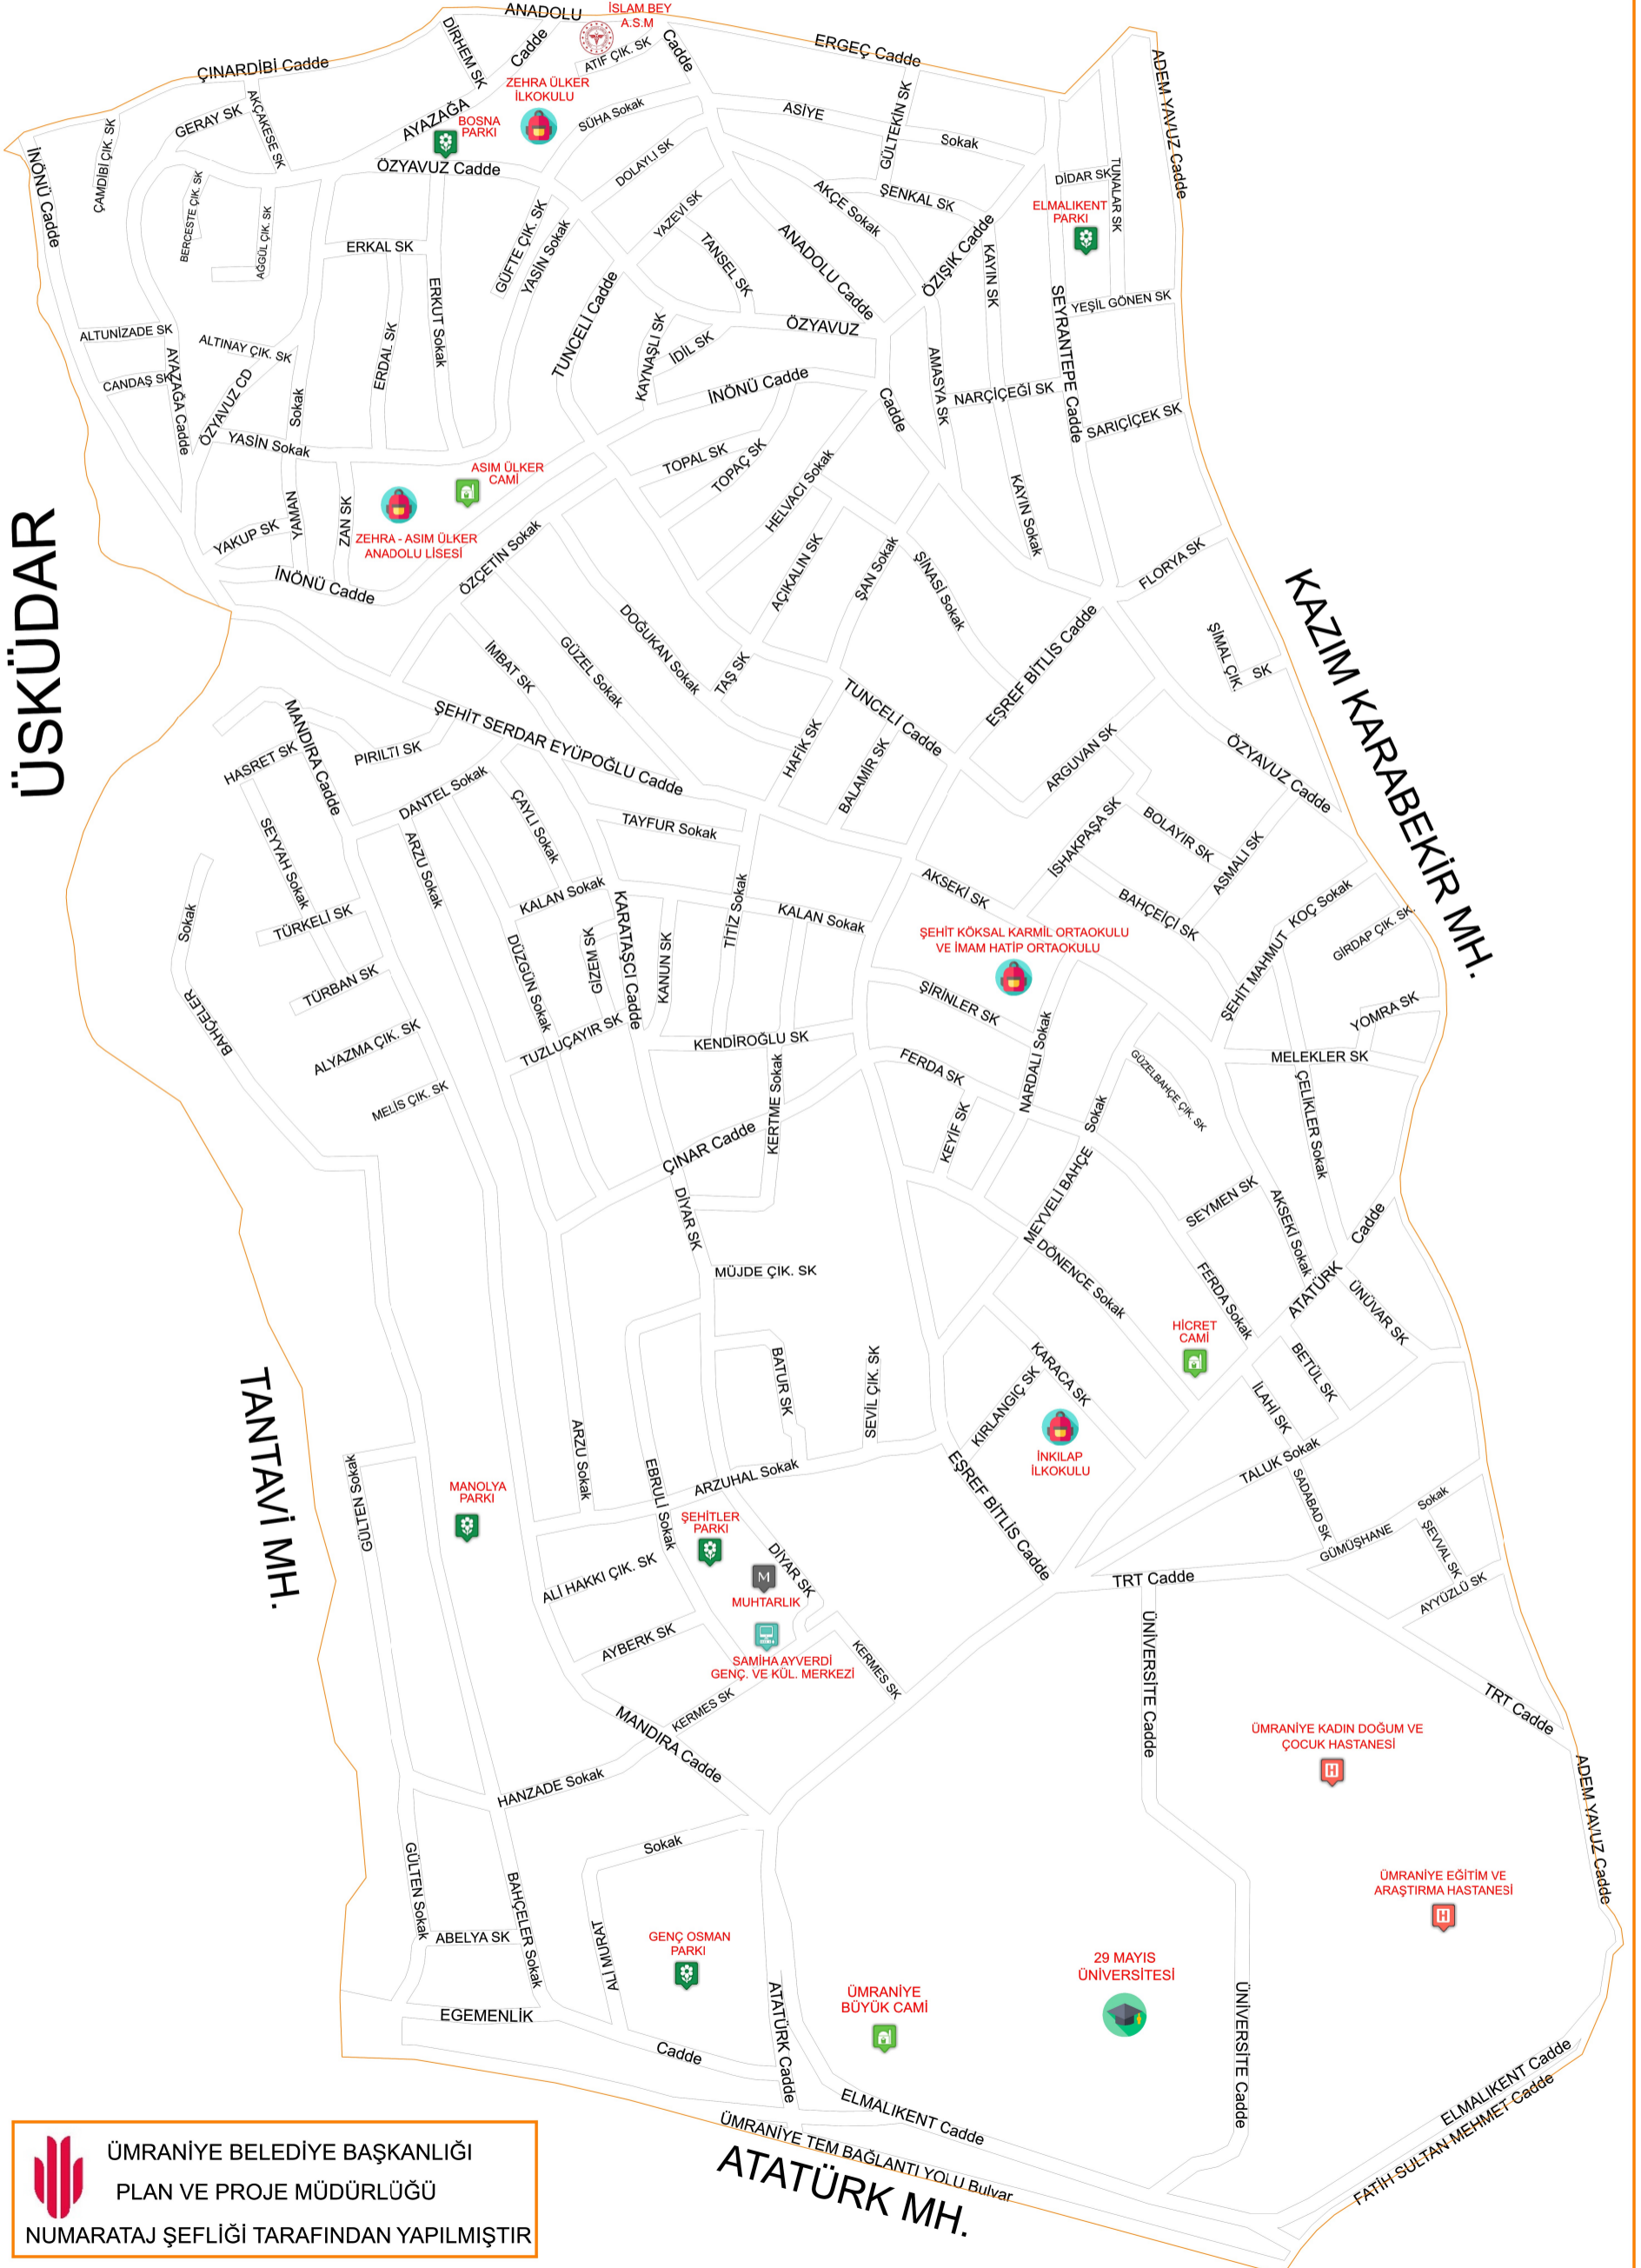 ANADOLU
İSLAM BEY
A.S.M
DİRHEM SK
Cadde
ATIF ÇIK. SK
Cadde
ERGEÇ Cadde
ADEM YAVUZ Cadde
ÇINARDİBİ Cadde
ZEHRA ÜLKER
İLKOKULU
AKÇAKESE SK
GERAY SK
AYAZAĞA
BOSNA
PARKI
SÜHA Sokak
ASİYE
Sokak
GÜLTEKİN SK
ÇAMDİBİ ÇIK. SK
İNÖNÜ Cadde
ÖZYAVUZ Cadde
DOLAYLI SK
DİDAR SK
TUNALAR SK
BERCESTE ÇIK. SK
AĞGÜL ÇIK. SK
AKÇE Sokak
ŞENKAL SK
ELMALIKENT
PARKI
ERKAL SK
GÜFTE ÇIK. SK
YASİN Sokak
YAZEVİ SK
TANSEL SK
ANADOLU Cadde
ÖZIŞIK Cadde
KAYIN SK
ERKUT Sokak
TUNCELİ Cadde
SEYRANTEPE Cadde
YEŞİL GÖNEN SK
ALTUNİZADE SK
ALTINAY ÇIK. SK
AYAZAĞA Cadde
ERDAL SK
KAYNAŞLI SK
İDİL SK
ÖZYAVUZ
CANDAŞ SK
ÖZYAVUZ CD
Sokak
İNÖNÜ Cadde
Cadde
AMASYA SK
NARÇİÇEĞİ SK
SARIÇİÇEK SK
YASİN Sokak
ASIM ÜLKER
CAMİ
TOPAL SK
TOPAÇ SK
HELVACI Sokak
KAYIN Sokak
YAMAN
ZAN SK
YAKUP SK
ZEHRA - ASIM ÜLKER
ANADOLU LİSESİ
İNÖNÜ Cadde
ÖZÇETİN Sokak
AÇIKALIN SK
ŞAN Sokak
ŞİNASİ Sokak
FLORYA SK
ÜSKÜDAR
KAZIM KARABEKİR MH.
İMBAT SK
GÜZEL Sokak
DOĞUKAN Sokak
TAŞ SK
EŞREF BİTLİS Cadde
ŞİMAL ÇIK.
SK
MANDIRA Cadde
ŞEHİT SERDAR EYÜPOĞLU Cadde
TUNCELİ Cadde
HASRET SK
PIRILTI SK
HAFİK SK
BALAMİR SK
ARGUVAN SK
ÖZYAVUZ Cadde
DANTEL Sokak
ÇAYLI Sokak
TAYFUR Sokak
SEYYAH Sokak
ARZU Sokak
İSHAKPAŞA SK
BOLAYIR SK
ASMALI SK
AKSEKİ SK
BAHÇEİÇİ SK
KALAN Sokak
KARATAŞCI Cadde
TİTİZ Sokak
KALAN Sokak
ŞEHİT MAHMUT KOÇ Sokak
GİRDAP ÇIK. SK.
Sokak
TÜRKELİ SK
DÜZGÜN Sokak
GİZEM SK
KANUN SK
ŞEHİT KÖKSAL KARMİL ORTAOKULU
VE İMAM HATİP ORTAOKULU
TÜRBAN SK
ŞİRİNLER SK
YOMRA SK
BAHÇELER
ALYAZMA ÇIK. SK
TUZLUÇAYIR SK
KENDİROĞLU SK
FERDA SK
NARDALI Sokak
GÜZELBAHÇE ÇIK. SK
MELEKLER SK
MELİS ÇIK. SK
KERTME Sokak
KEYİF SK
Sokak
ÇELİKLER Sokak
ÇINAR Cadde
DİYAR SK
MEYVELİ BAHÇE
SEYMEN SK
AKSEKİ Sokak
Cadde
MÜJDE ÇIK. SK
DÖNENCE Sokak
FERDA Sokak
ATATÜRK
ÜNÜVAR SK
HİCRET
CAMİ
BATUR SK
SEVİL ÇIK. SK
KARACA SK
KIRLANGIÇ SK
BETÜL SK
İLAHİ SK
TANTAVİ MH.
İNKILAP
İLKOKULU
GÜLTEN Sokak
ARZU Sokak
EBRULİ Sokak
ARZUHAL Sokak
EŞREF BİTLİS Cadde
TALUK Sokak
SADABAD SK
MANOLYA
PARKI
ŞEHİTLER
PARKI
DİYAR SK
GÜMÜŞHANE
Sokak
ŞEVVAL SK
ALİ HAKKI ÇIK. SK
MUHTARLIK
TRT Cadde
AYYÜZLÜ SK
AYBERK SK
SAMİHA AYVERDİ
GENÇ. VE KÜL. MERKEZİ
KERMES SK
ÜNİVERSİTE Cadde
KERMES SK
MANDIRA Cadde
TRT Cadde
ÜMRANİYE KADIN DOĞUM VE
ÇOCUK HASTANESİ
HANZADE Sokak
ADEM YAVUZ Cadde
Sokak
GÜLTEN Sokak
BAHÇELER Sokak
ÜMRANİYE EĞİTİM VE
ARAŞTIRMA HASTANESİ
ABELYA SK
ALİ MURAT
GENÇ OSMAN
PARKI
29 MAYIS
ÜNİVERSİTESİ
ÜMRANİYE
BÜYÜK CAMİ
ATATÜRK Cadde
ÜNİVERSİTE Cadde
EGEMENLİK
Cadde
ELMALIKENT Cadde
ELMALIKENT Cadde
FATİH SULTAN MEHMET Cadde
ÜMRANİYE TEM BAĞLANTI YOLU Bulvar
ATATÜRK MH.
ÜMRANİYE BELEDİYE BAŞKANLIĞI
PLAN VE PROJE MÜDÜRLÜĞÜ
NUMARATAJ ŞEFLİĞİ TARAFINDAN YAPILMIŞTIR